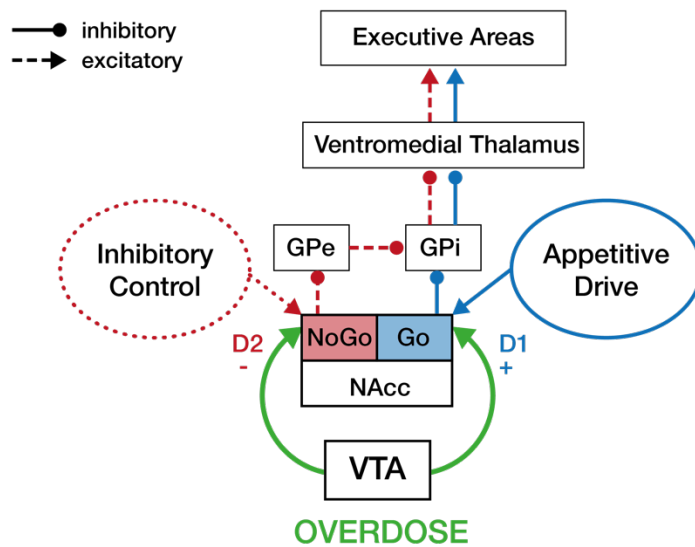 inhibitory
excitatory
Executive Areas
Ventromedial Thalamus
GPe
GPi
Inhibitory
Control
Appetitive
Drive
NoGo
Go
D2
-
D1
+
NAcc
VTA
OVERDOSE